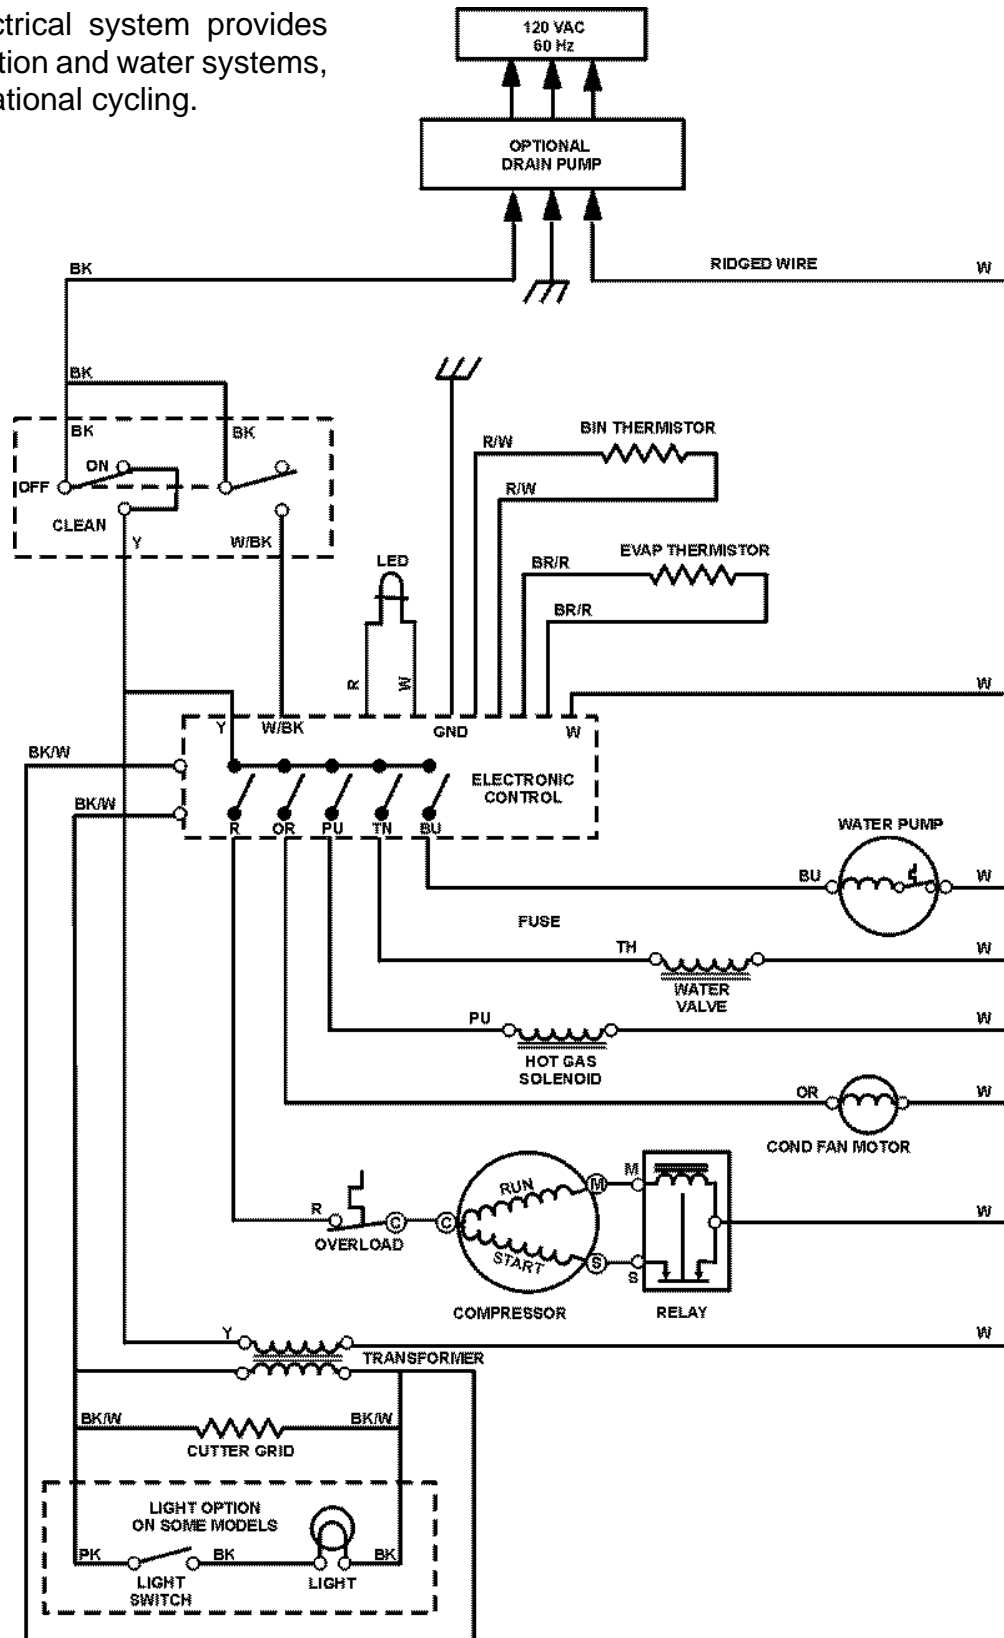 ctrical system provides
tion and water systems,
ational cycling.
120 VAC
60 Hz
OPTIONAL
DRAIN PUMP
BK
RIDGED WIRE
W
BK
BK
BK
ON
OFF
CLEAN
Y
W/BK
R/W
BIN THERMISTOR
R/W
LED
BR/R
EVAP THERMISTOR
BR/R
R
W
W
Y
W/BK
GND
W
BK/W
ELECTRONIC
CONTROL
BK/W
R
OR
PU
TN
BU
WATER PUMP
BU
W
FUSE
TH
W
WATER
VALVE
PU
W
HOT GAS
SOLENOID
OR
W
COND FAN MOTOR
R
C
C
RUN
START
M
M
S
S
W
OVERLOAD
COMPRESSOR
RELAY
Y
W
TRANSFORMER
BK/W
BK/W
CUTTER GRID
LIGHT OPTION
ON SOME MODELS
PK
BK
BK
LIGHT
SWITCH
LIGHT